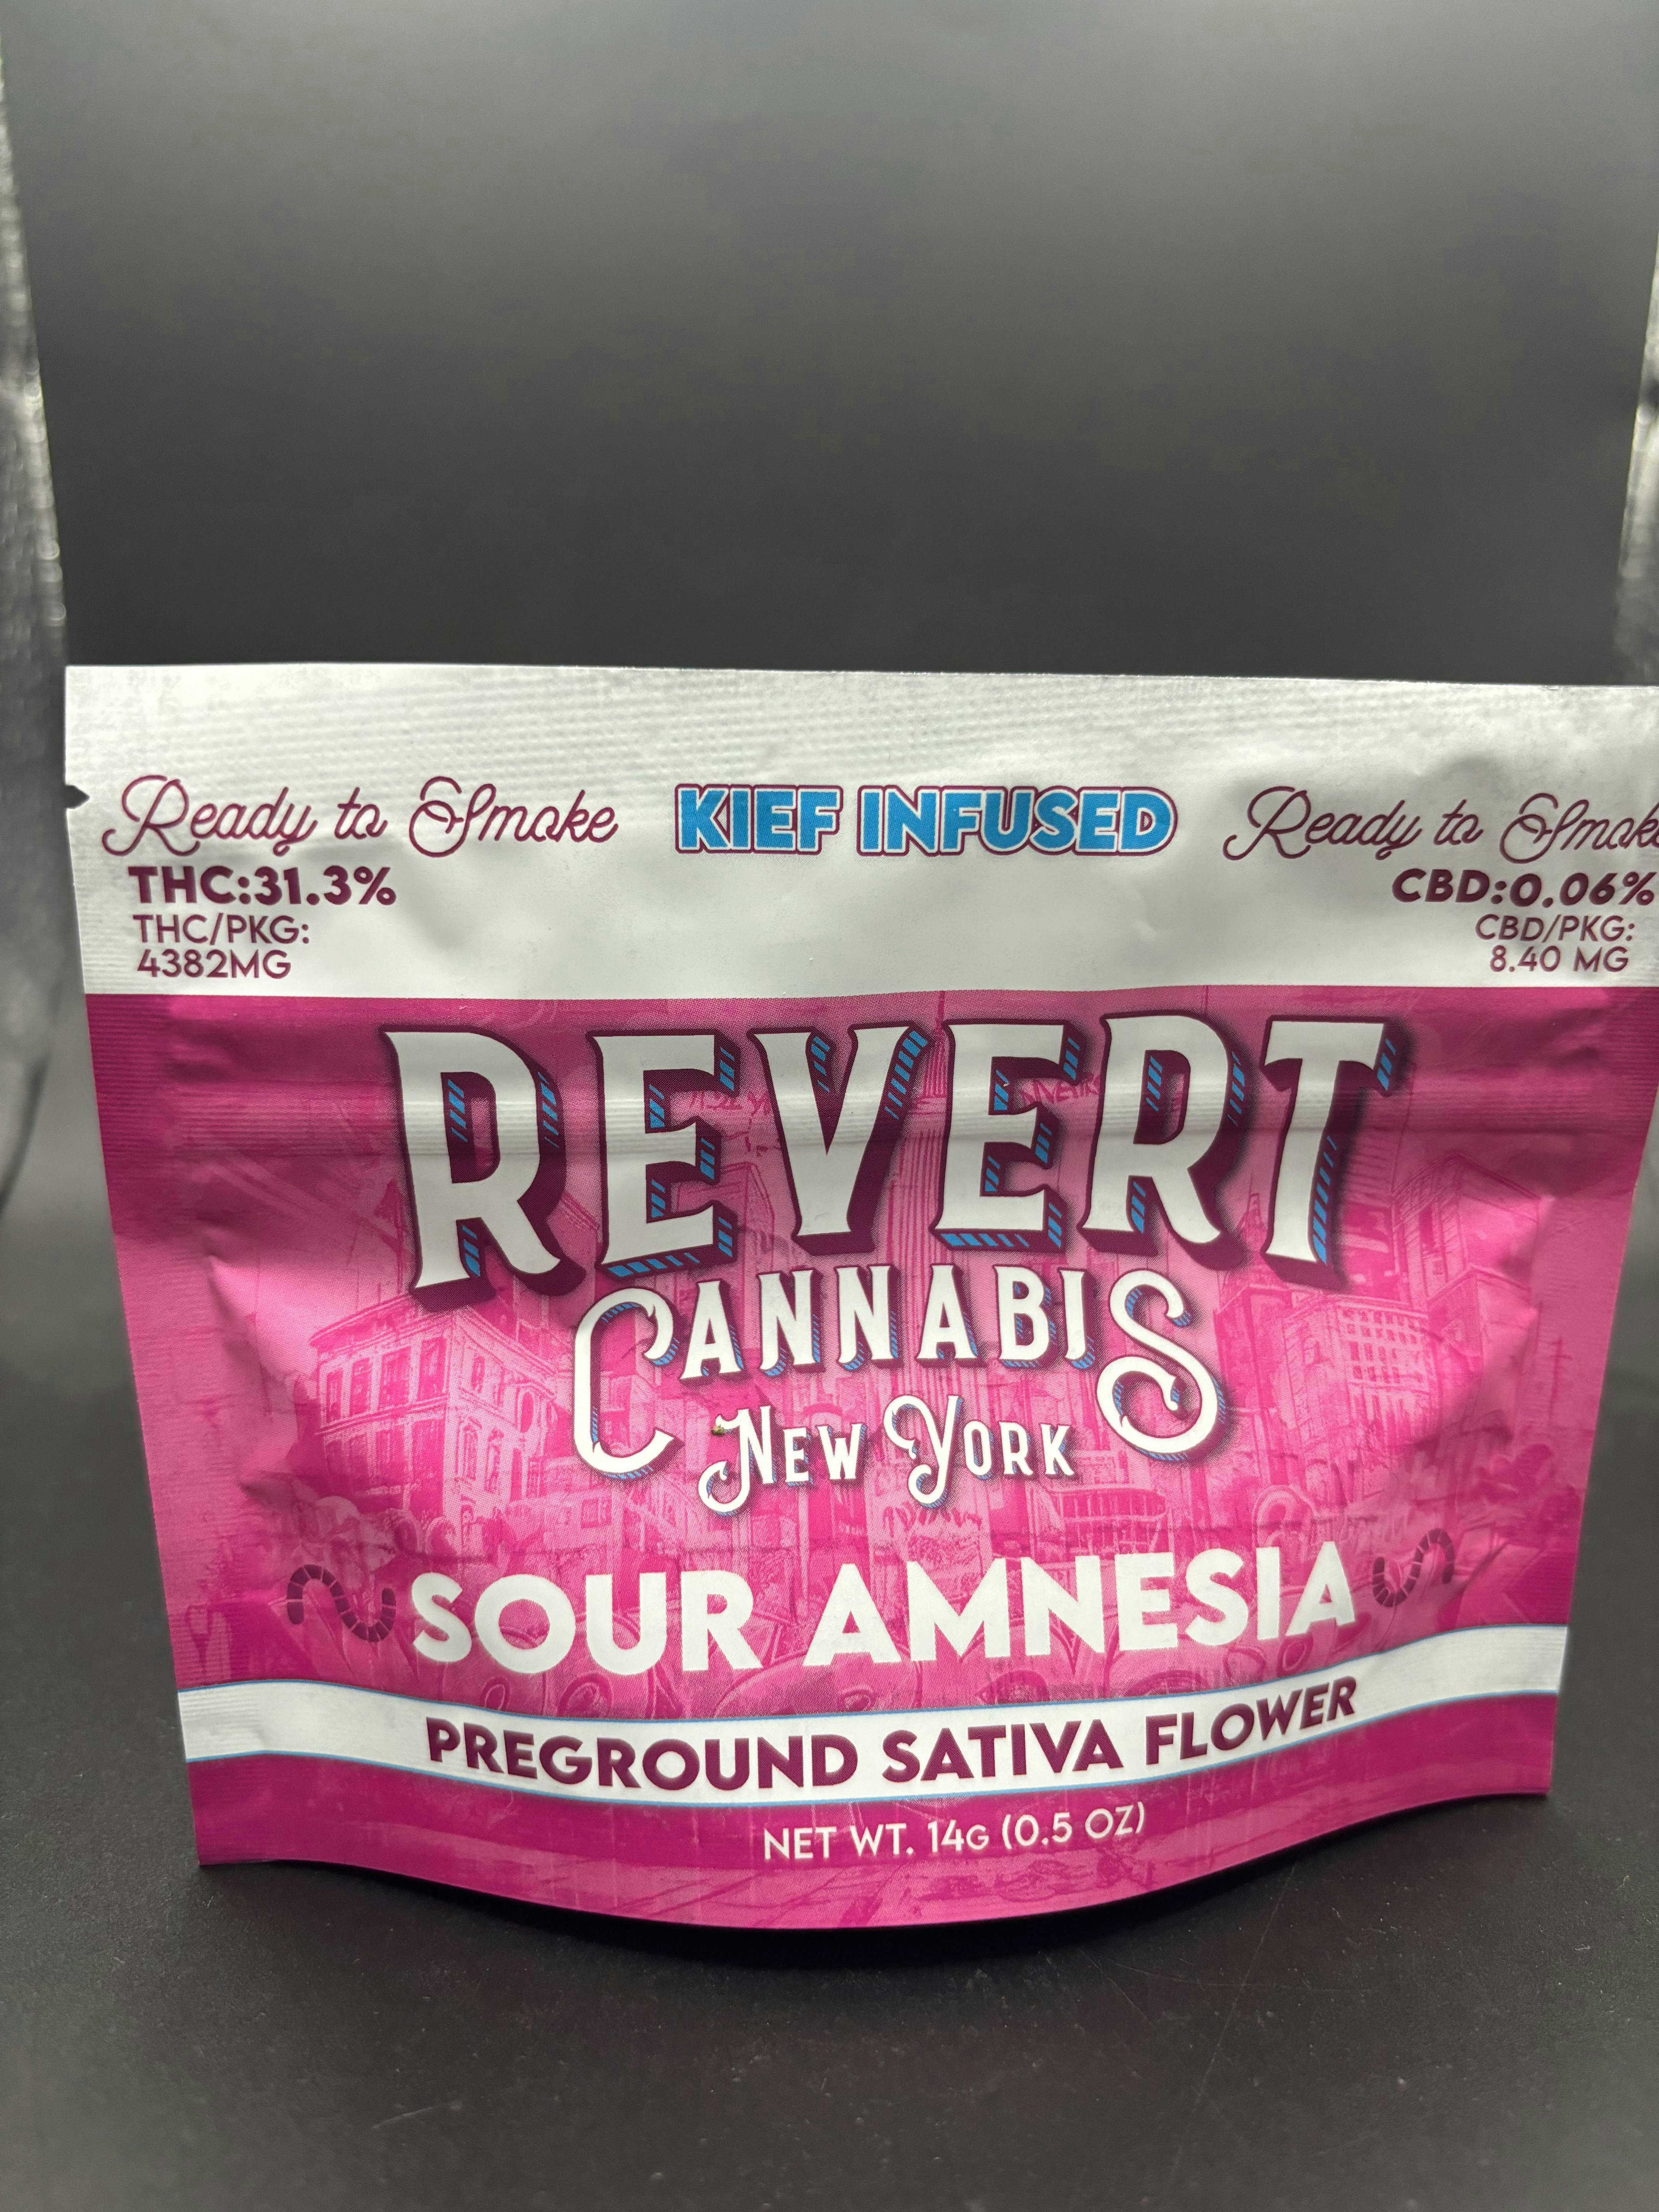 Ready to Smoke KIEF INFUSED Ready to Smoke
THC:31.3% CBD:0.06%
THC/PKG: CBD/PKG:
4382MG 8.40 MG
REVERT
CANNABIS
NEW YORK
SOUR AMNESIA
PREGROUND SATIVA FLOWER
NET WT. 14G (0.5 OZ)